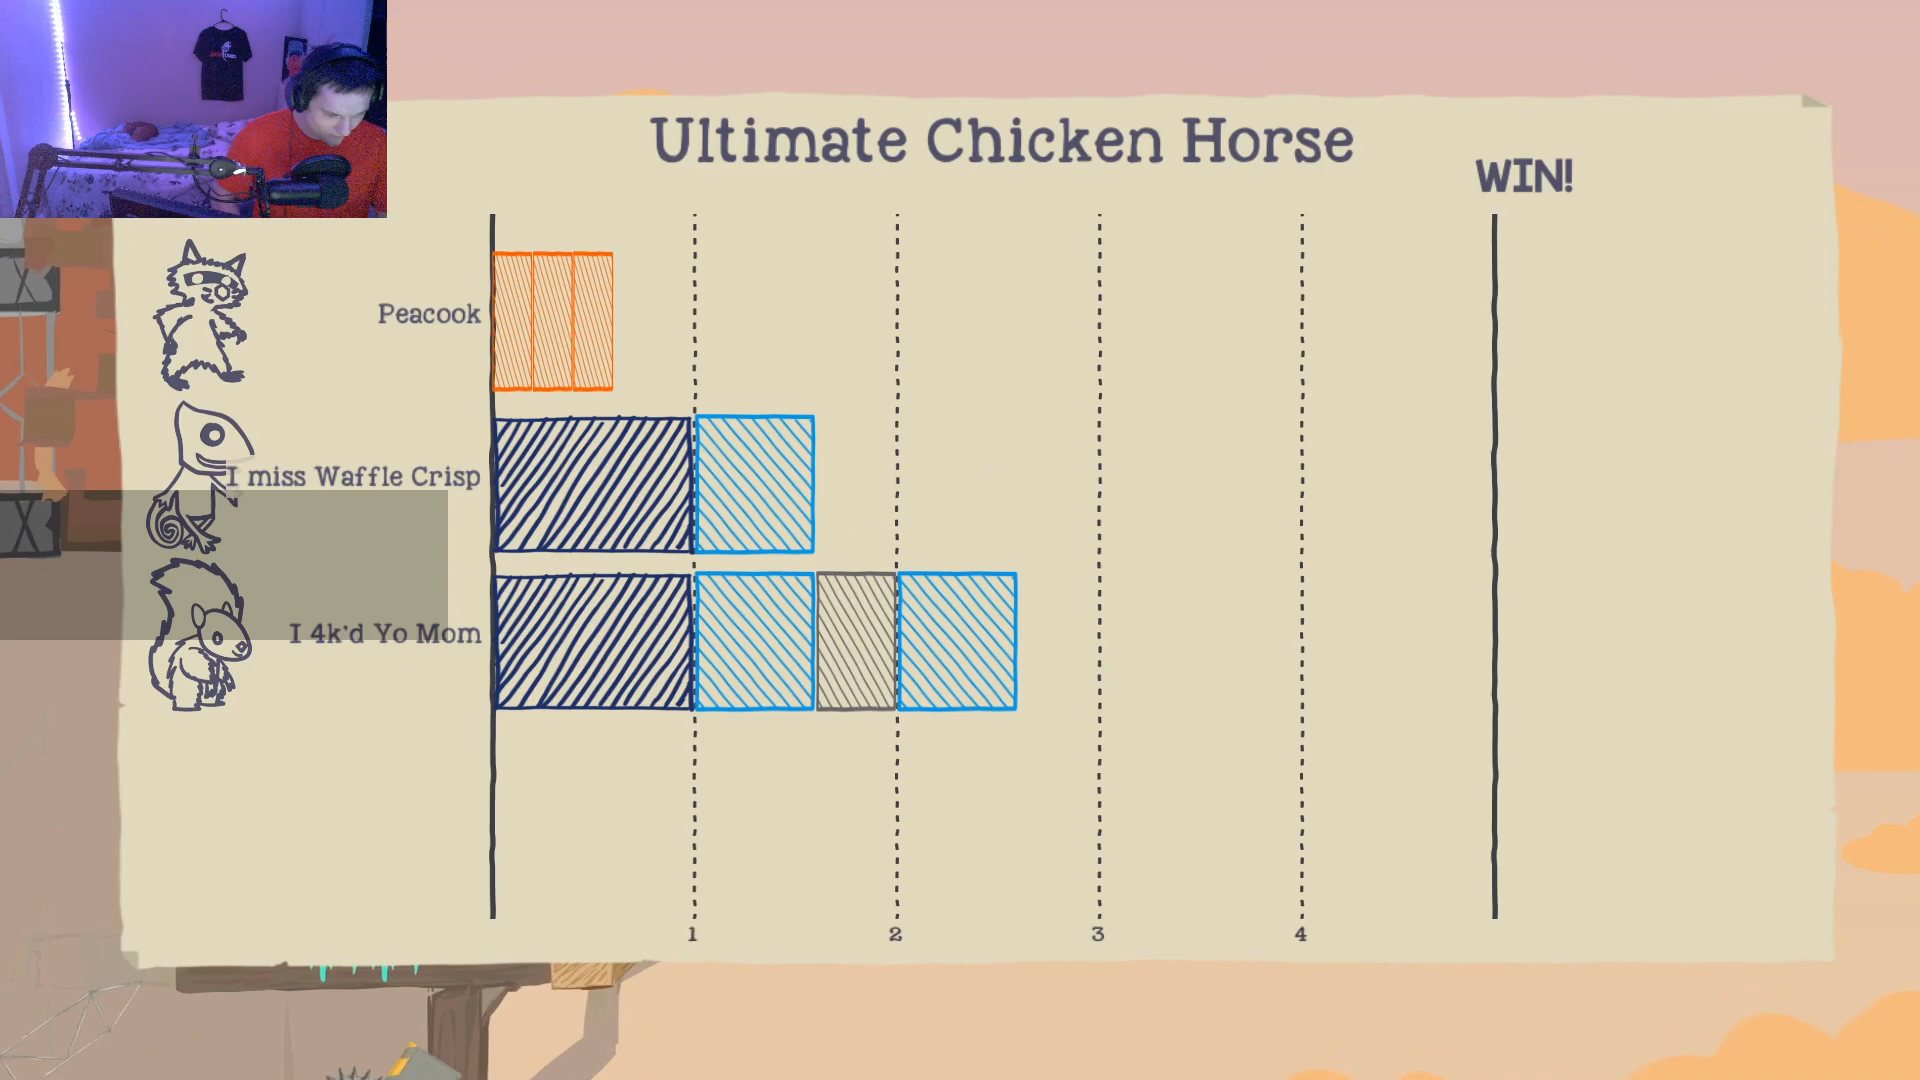 Ultimate Chicken Horse
WIN!
Peacook
I miss Waffle Crisp
I 4k'd Yo Mom
1 2 3 4